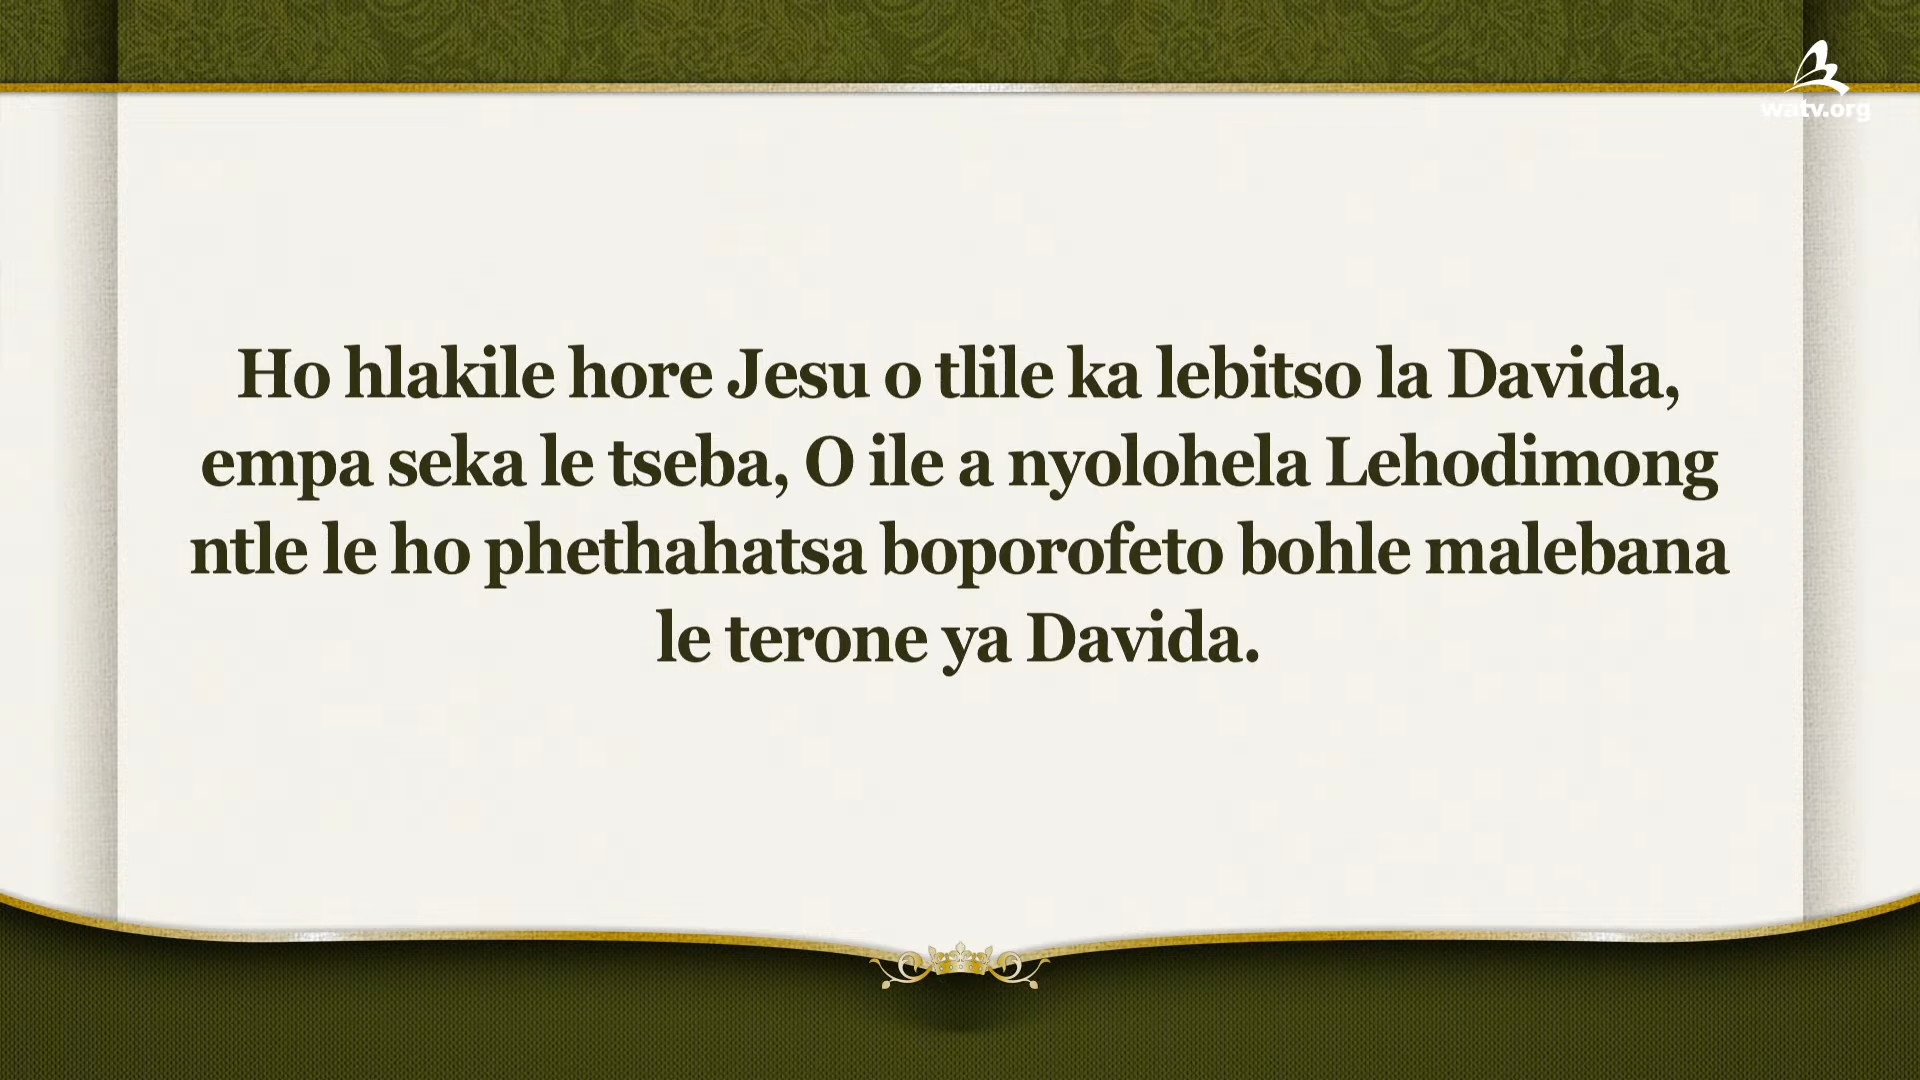 watv.org
Ho hlakile hore Jesu o tlile ka lebitso la Davida,
empa seka le tseba, O ile a nyolohela Lehodimong
ntle le ho phethahatsa boporofeto bohle malebana
le terone ya Davida.